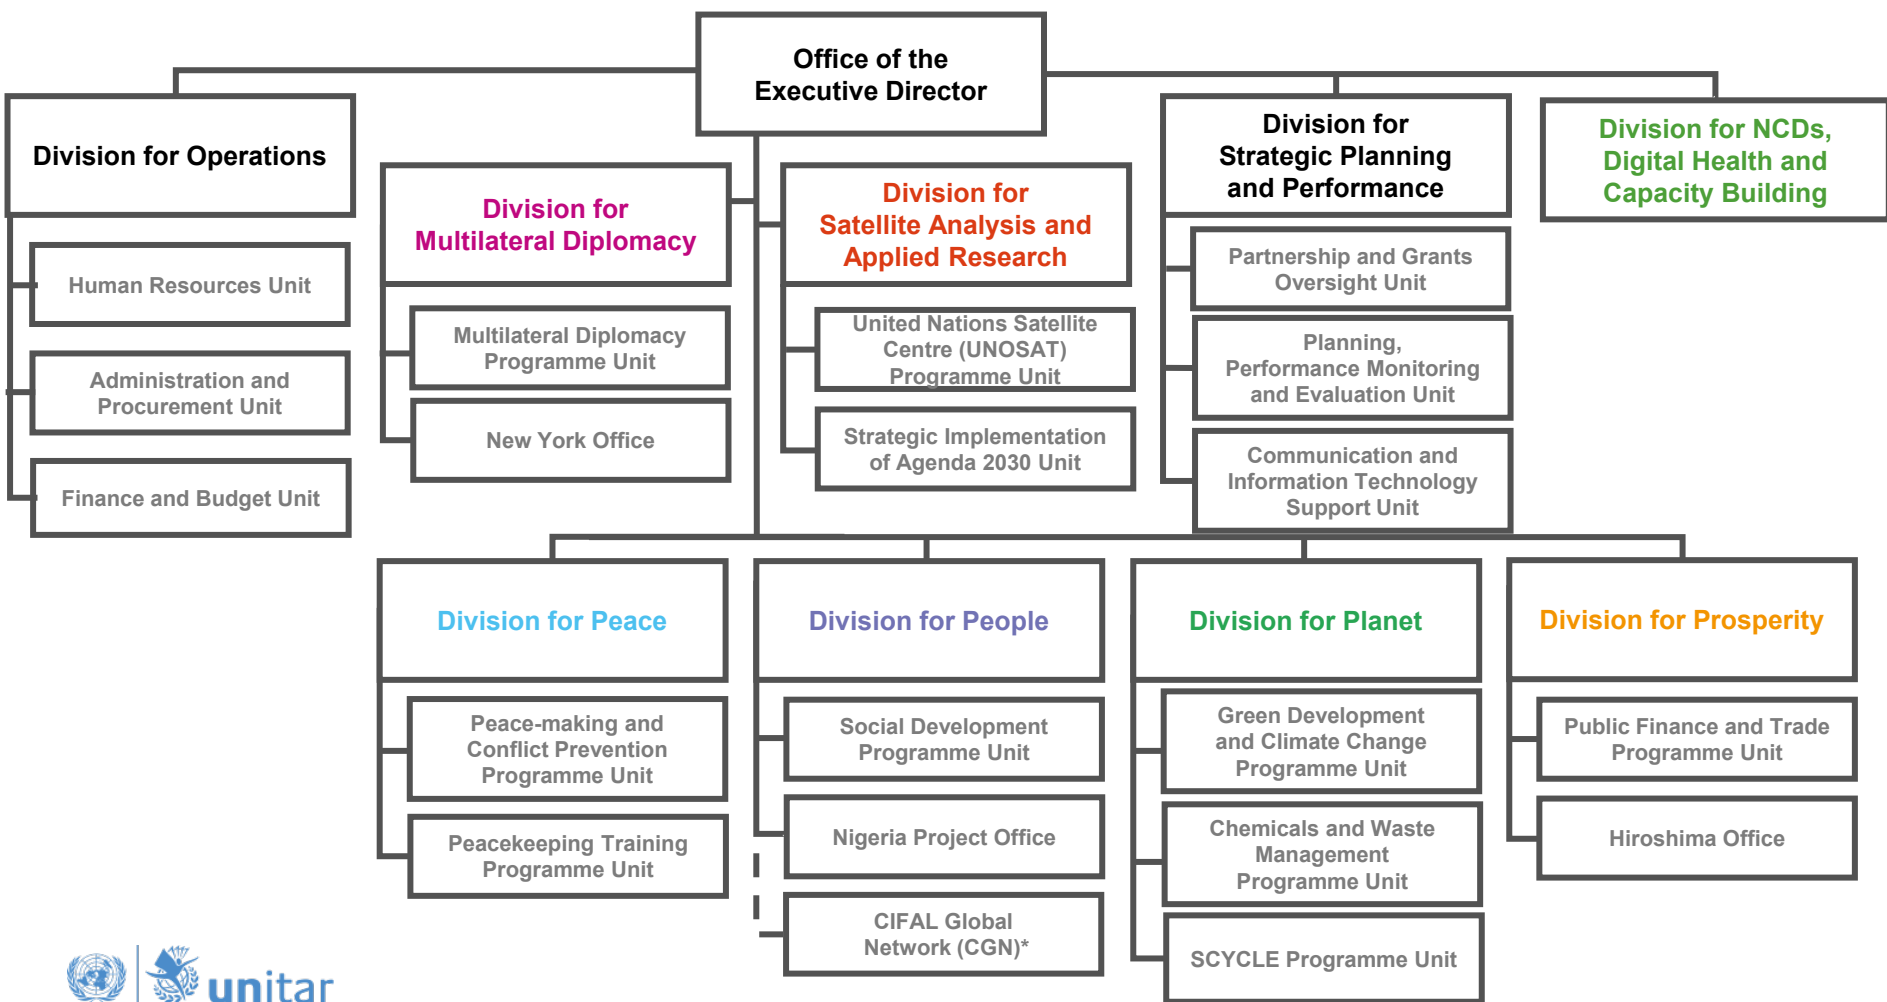 Office of the
Executive Director
Division for Operations
Human Resources Unit
Administration and
Procurement Unit
Finance and Budget Unit
Division for
Multilateral Diplomacy
Multilateral Diplomacy
Programme Unit
New York Office
Division for
Satellite Analysis and
Applied Research
United Nations Satellite
Centre (UNOSAT)
Programme Unit
Strategic Implementation
of Agenda 2030 Unit
Division for
Strategic Planning
and Performance
Partnership and Grants
Oversight Unit
Planning,
Performance Monitoring
and Evaluation Unit
Communication and
Information Technology
Support Unit
Division for NCDs,
Digital Health and
Capacity Building
Division for Peace
Peace-making and
Conflict Prevention
Programme Unit
Peacekeeping Training
Programme Unit
Division for People
Social Development
Programme Unit
Nigeria Project Office
CIFAL Global
Network (CGN)*
Division for Planet
Green Development
and Climate Change
Programme Unit
Chemicals and Waste
Management
Programme Unit
SCYCLE Programme Unit
Division for Prosperity
Public Finance and Trade
Programme Unit
Hiroshima Office
unitar